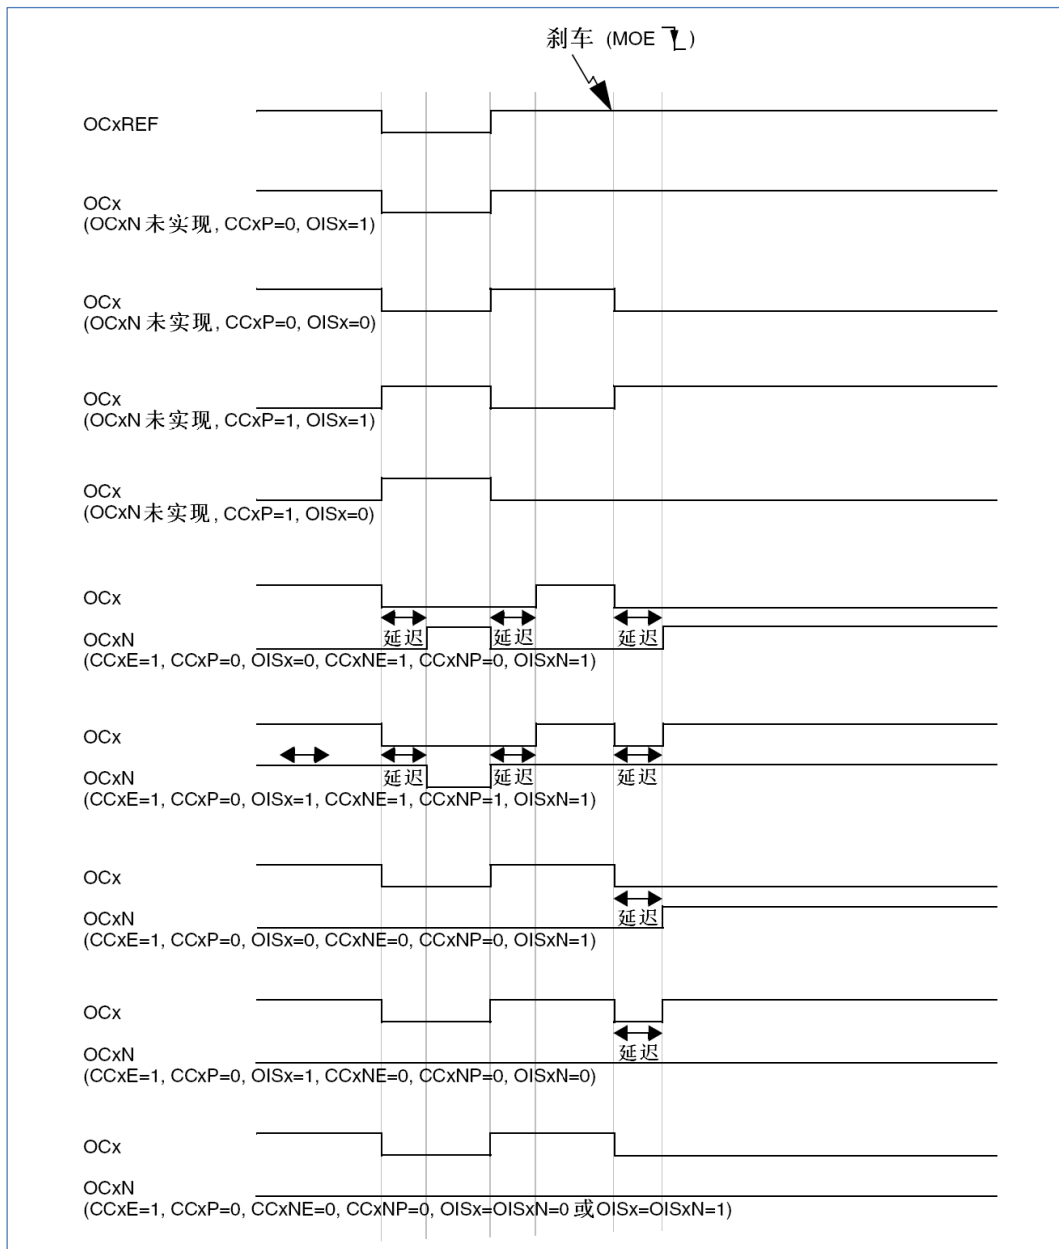 刹车 (MOE )
OCxREF
OCx
(OCxN 未实现, CCxP=0, OISx=1)
OCx
(OCxN 未实现, CCxP=0, OISx=0)
OCx
(OCxN 未实现, CCxP=1, OISx=1)
OCx
(OCxN 未实现, CCxP=1, OISx=0)
OCx
延迟 延迟 延迟
OCxN
(CCxE=1, CCxP=0, OISx=0, CCxNE=1, CCxNP=0, OISxN=1)
OCx
延迟 延迟 延迟
OCxN
(CCxE=1, CCxP=0, OISx=1, CCxNE=1, CCxNP=1, OISxN=1)
OCx
延迟
OCxN
(CCxE=1, CCxP=0, OISx=0, CCxNE=0, CCxNP=0, OISxN=1)
OCx
延迟
OCxN
(CCxE=1, CCxP=0, OISx=1, CCxNE=0, CCxNP=0, OISxN=0)
OCx
OCxN
(CCxE=1, CCxP=0, CCxNE=0, CCxNP=0, OISx=OISxN=0 或OISx=OISxN=1)